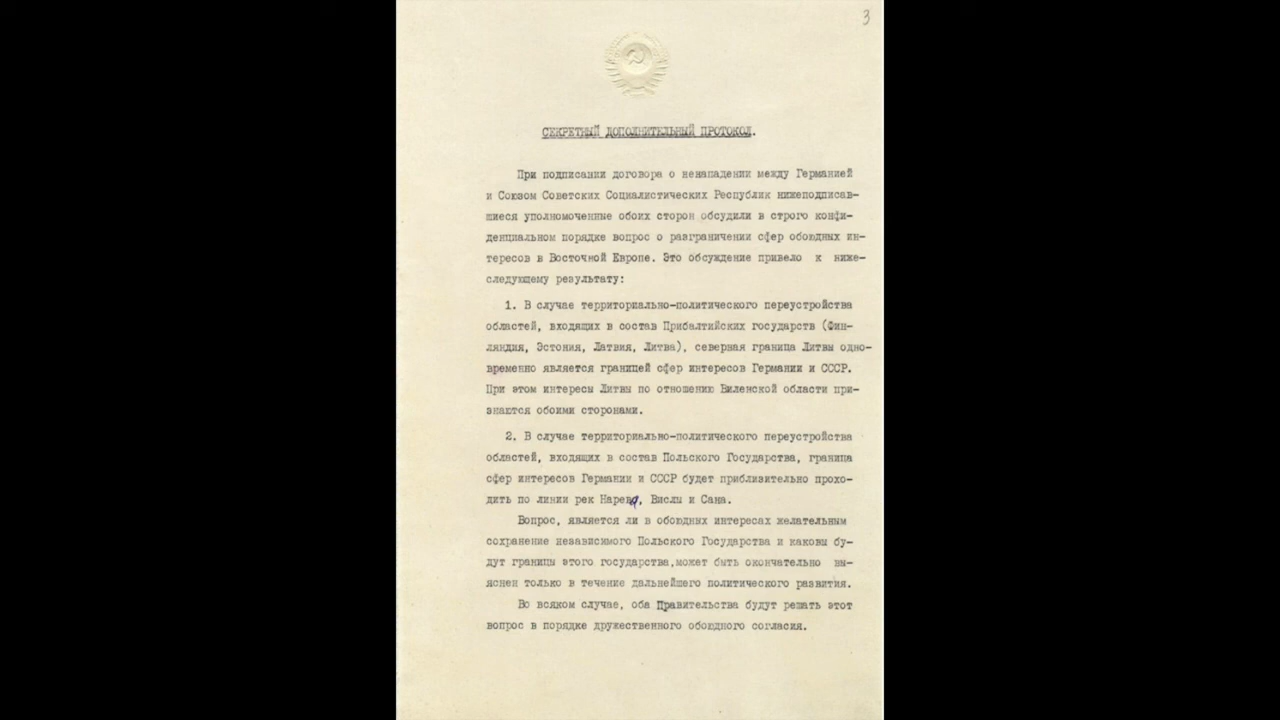 3
СЕКРЕТНЫЙ ДОПОЛНИТЕЛЬНЫЙ ПРОТОКОЛ.
При подписании договора о ненападении между Германией
и Союзом Советских Социалистических Республик нижеподписав-
шиеся уполномоченные обоих сторон обсудили в строго конфи-
денциальном порядке вопрос о разграничении сфер обоюдных ин-
тересов в Восточной Европе. Это обсуждение привело к ниже-
следующему результату:
1. В случае территориально-политического переустройства
областей, входящих в состав Прибалтийских государств (Фин-
ляндия, Эстония, Латвия, Литва), северная граница Литвы одно-
временно является границей сфер интересов Германии и СССР.
При этом интересы Литвы по отношению Виленской области при-
знаются обоими сторонами.
2. В случае территориально-политического переустройства
областей, входящих в состав Польского Государства, граница
сфер интересов Германии и СССР будет приблизительно прохо-
дить по линии рек Нарева, Вислы и Сана.
Вопрос, является ли в обоюдных интересах желательным
сохранение независимого Польского Государства и каковы бу-
дут границы этого государства,может быть окончательно вы-
яснен только в течение дальнейшего политического развития.
Во всяком случае, оба Правительства будут решать этот
вопрос в порядке дружественного обоюдного согласия.